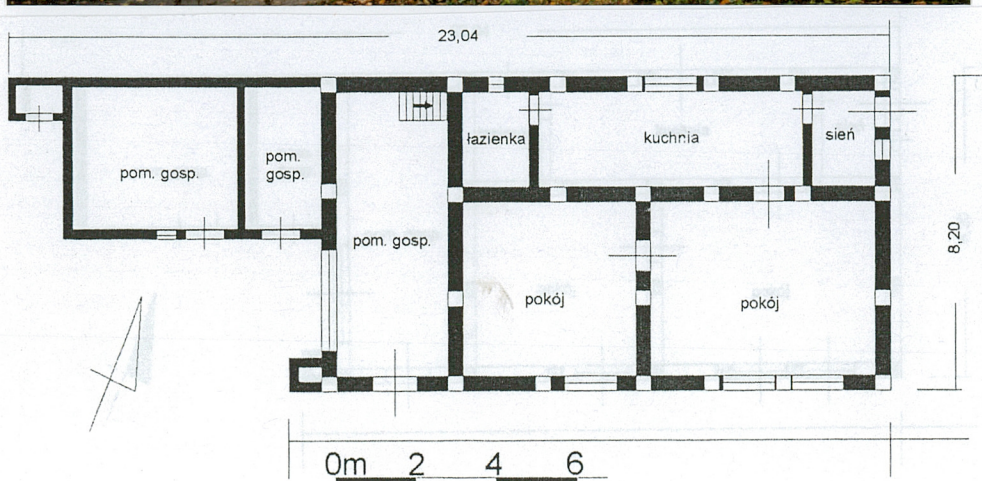 23,04
łazienka
kuchnia
sień
pom. gosp.
pom.
gosp.
pom. gosp.
8,20
pokój
pokój
0m 2 4 6